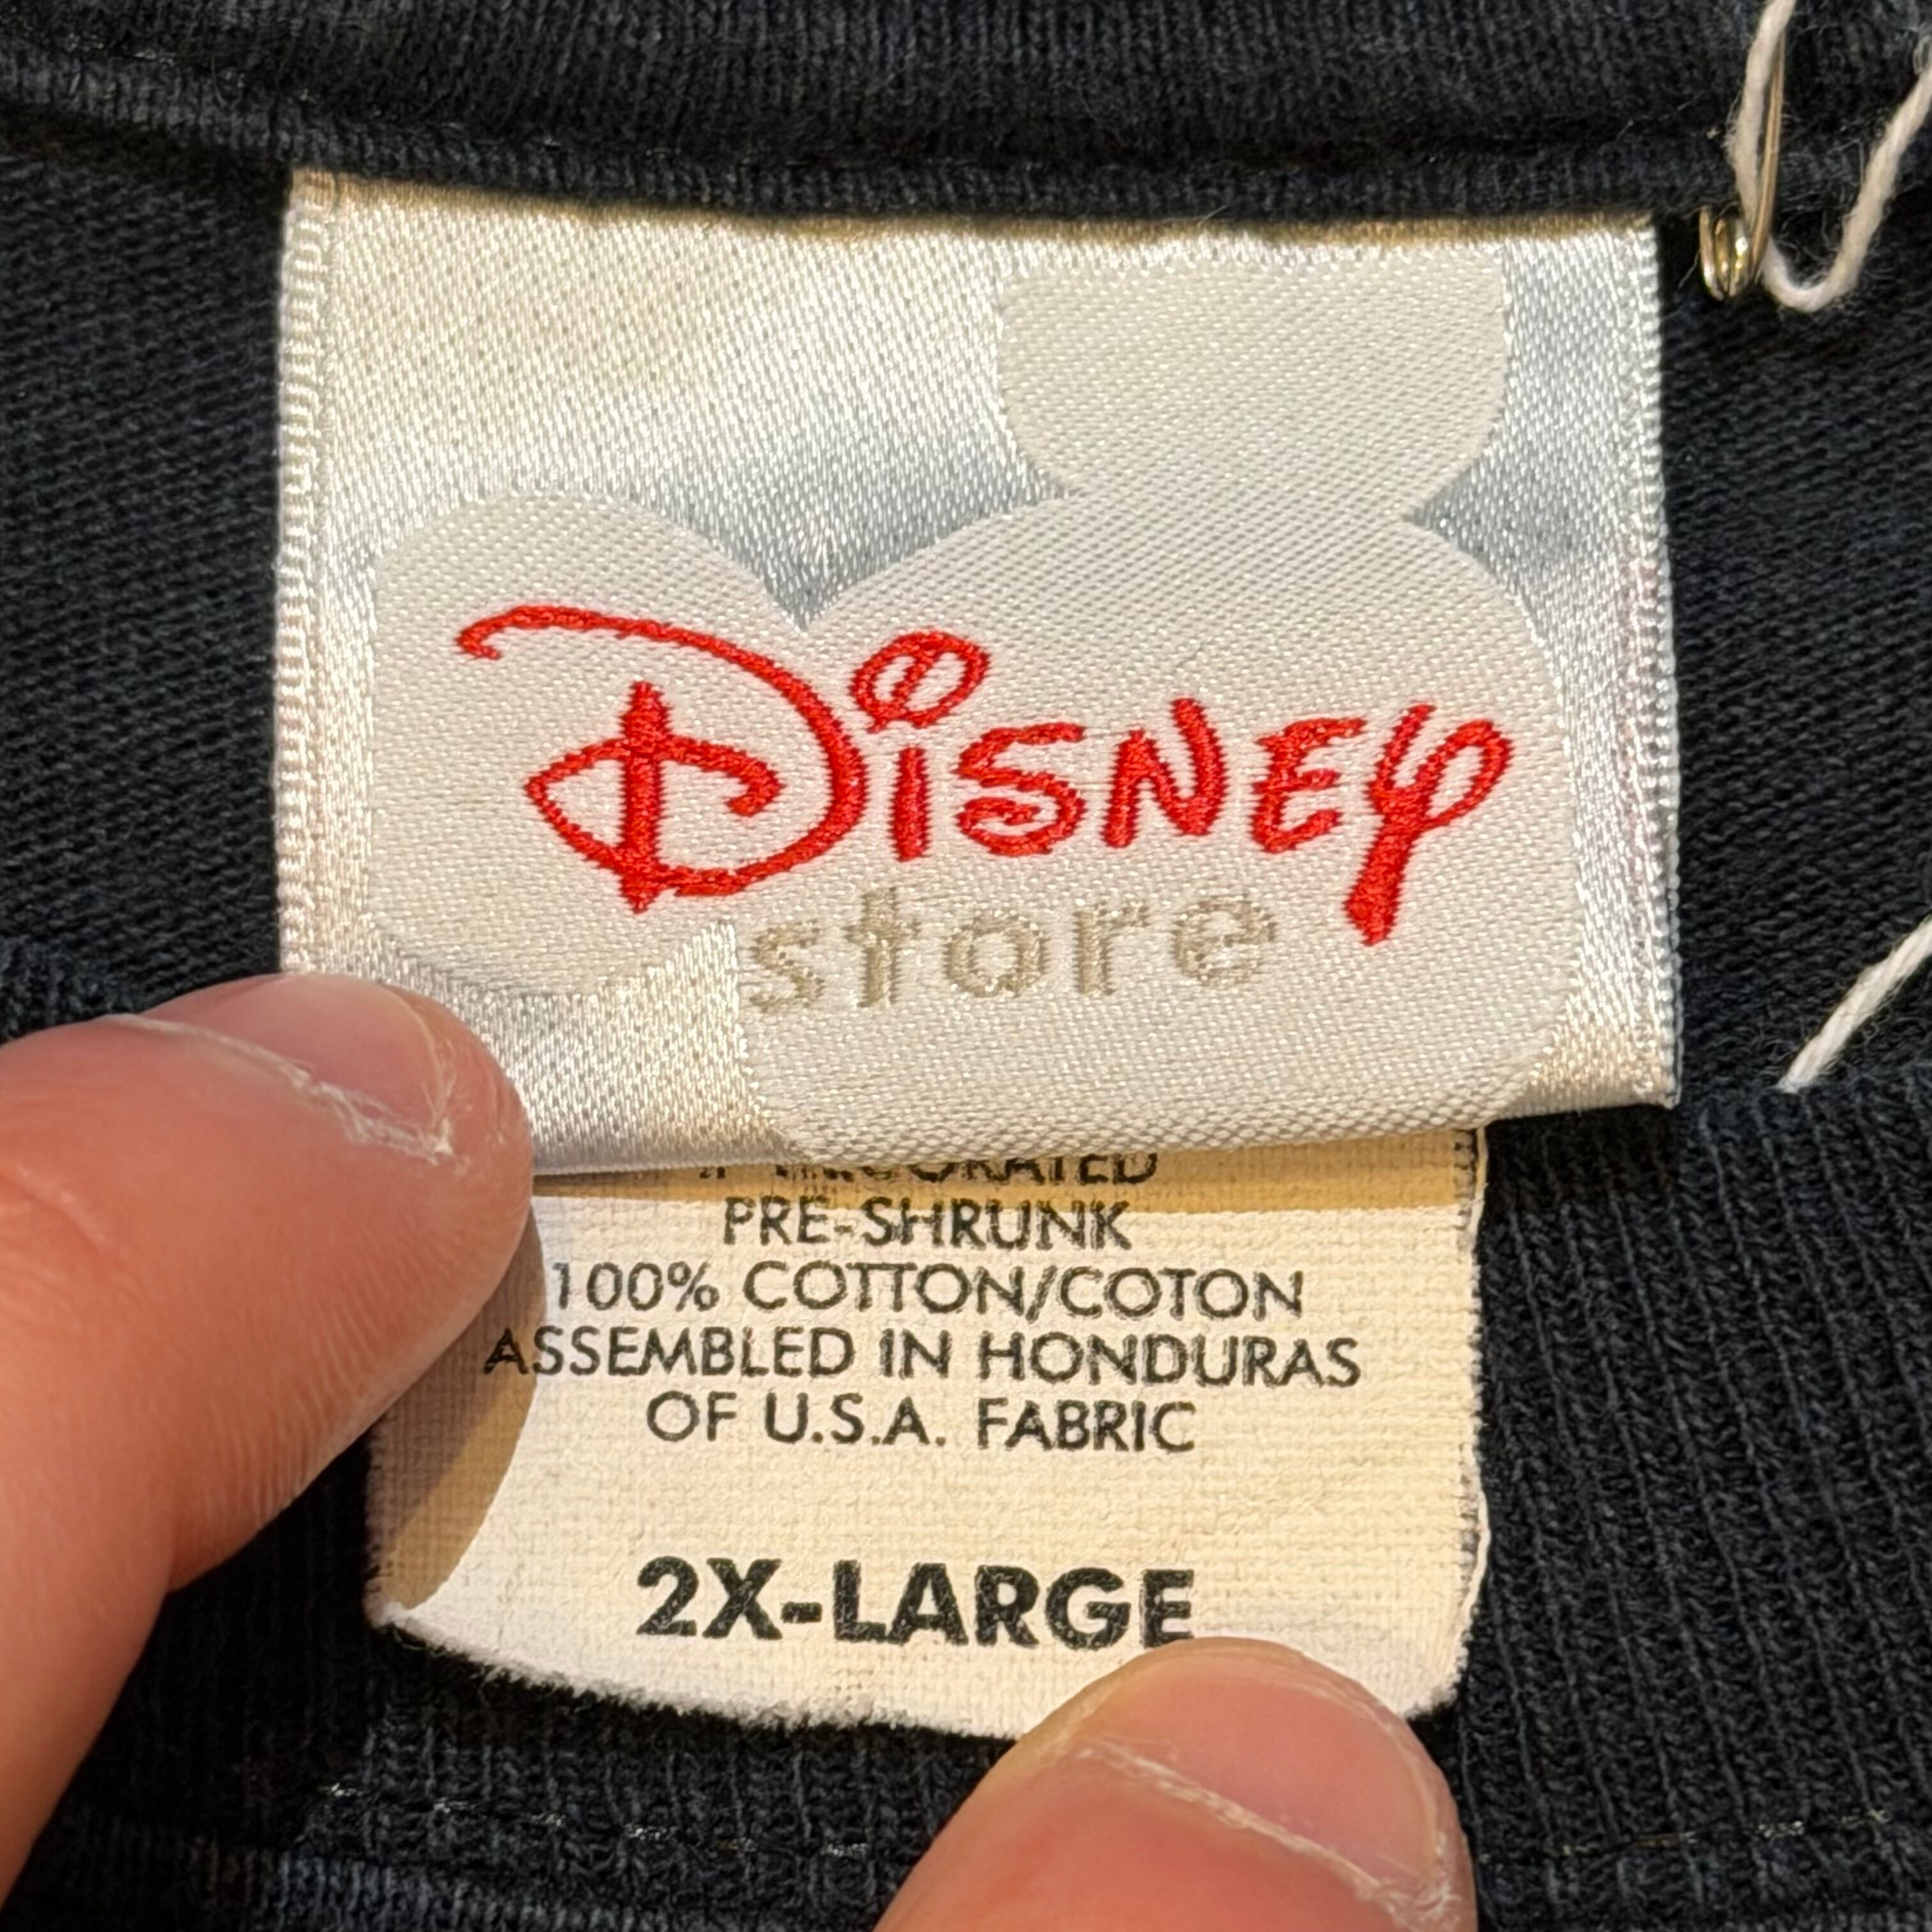 Disney
store
PRE-SHRUNK
100% COTTON/COTON
ASSEMBLED IN HONDURAS
OF U.S.A. FABRIC
2X-LARGE